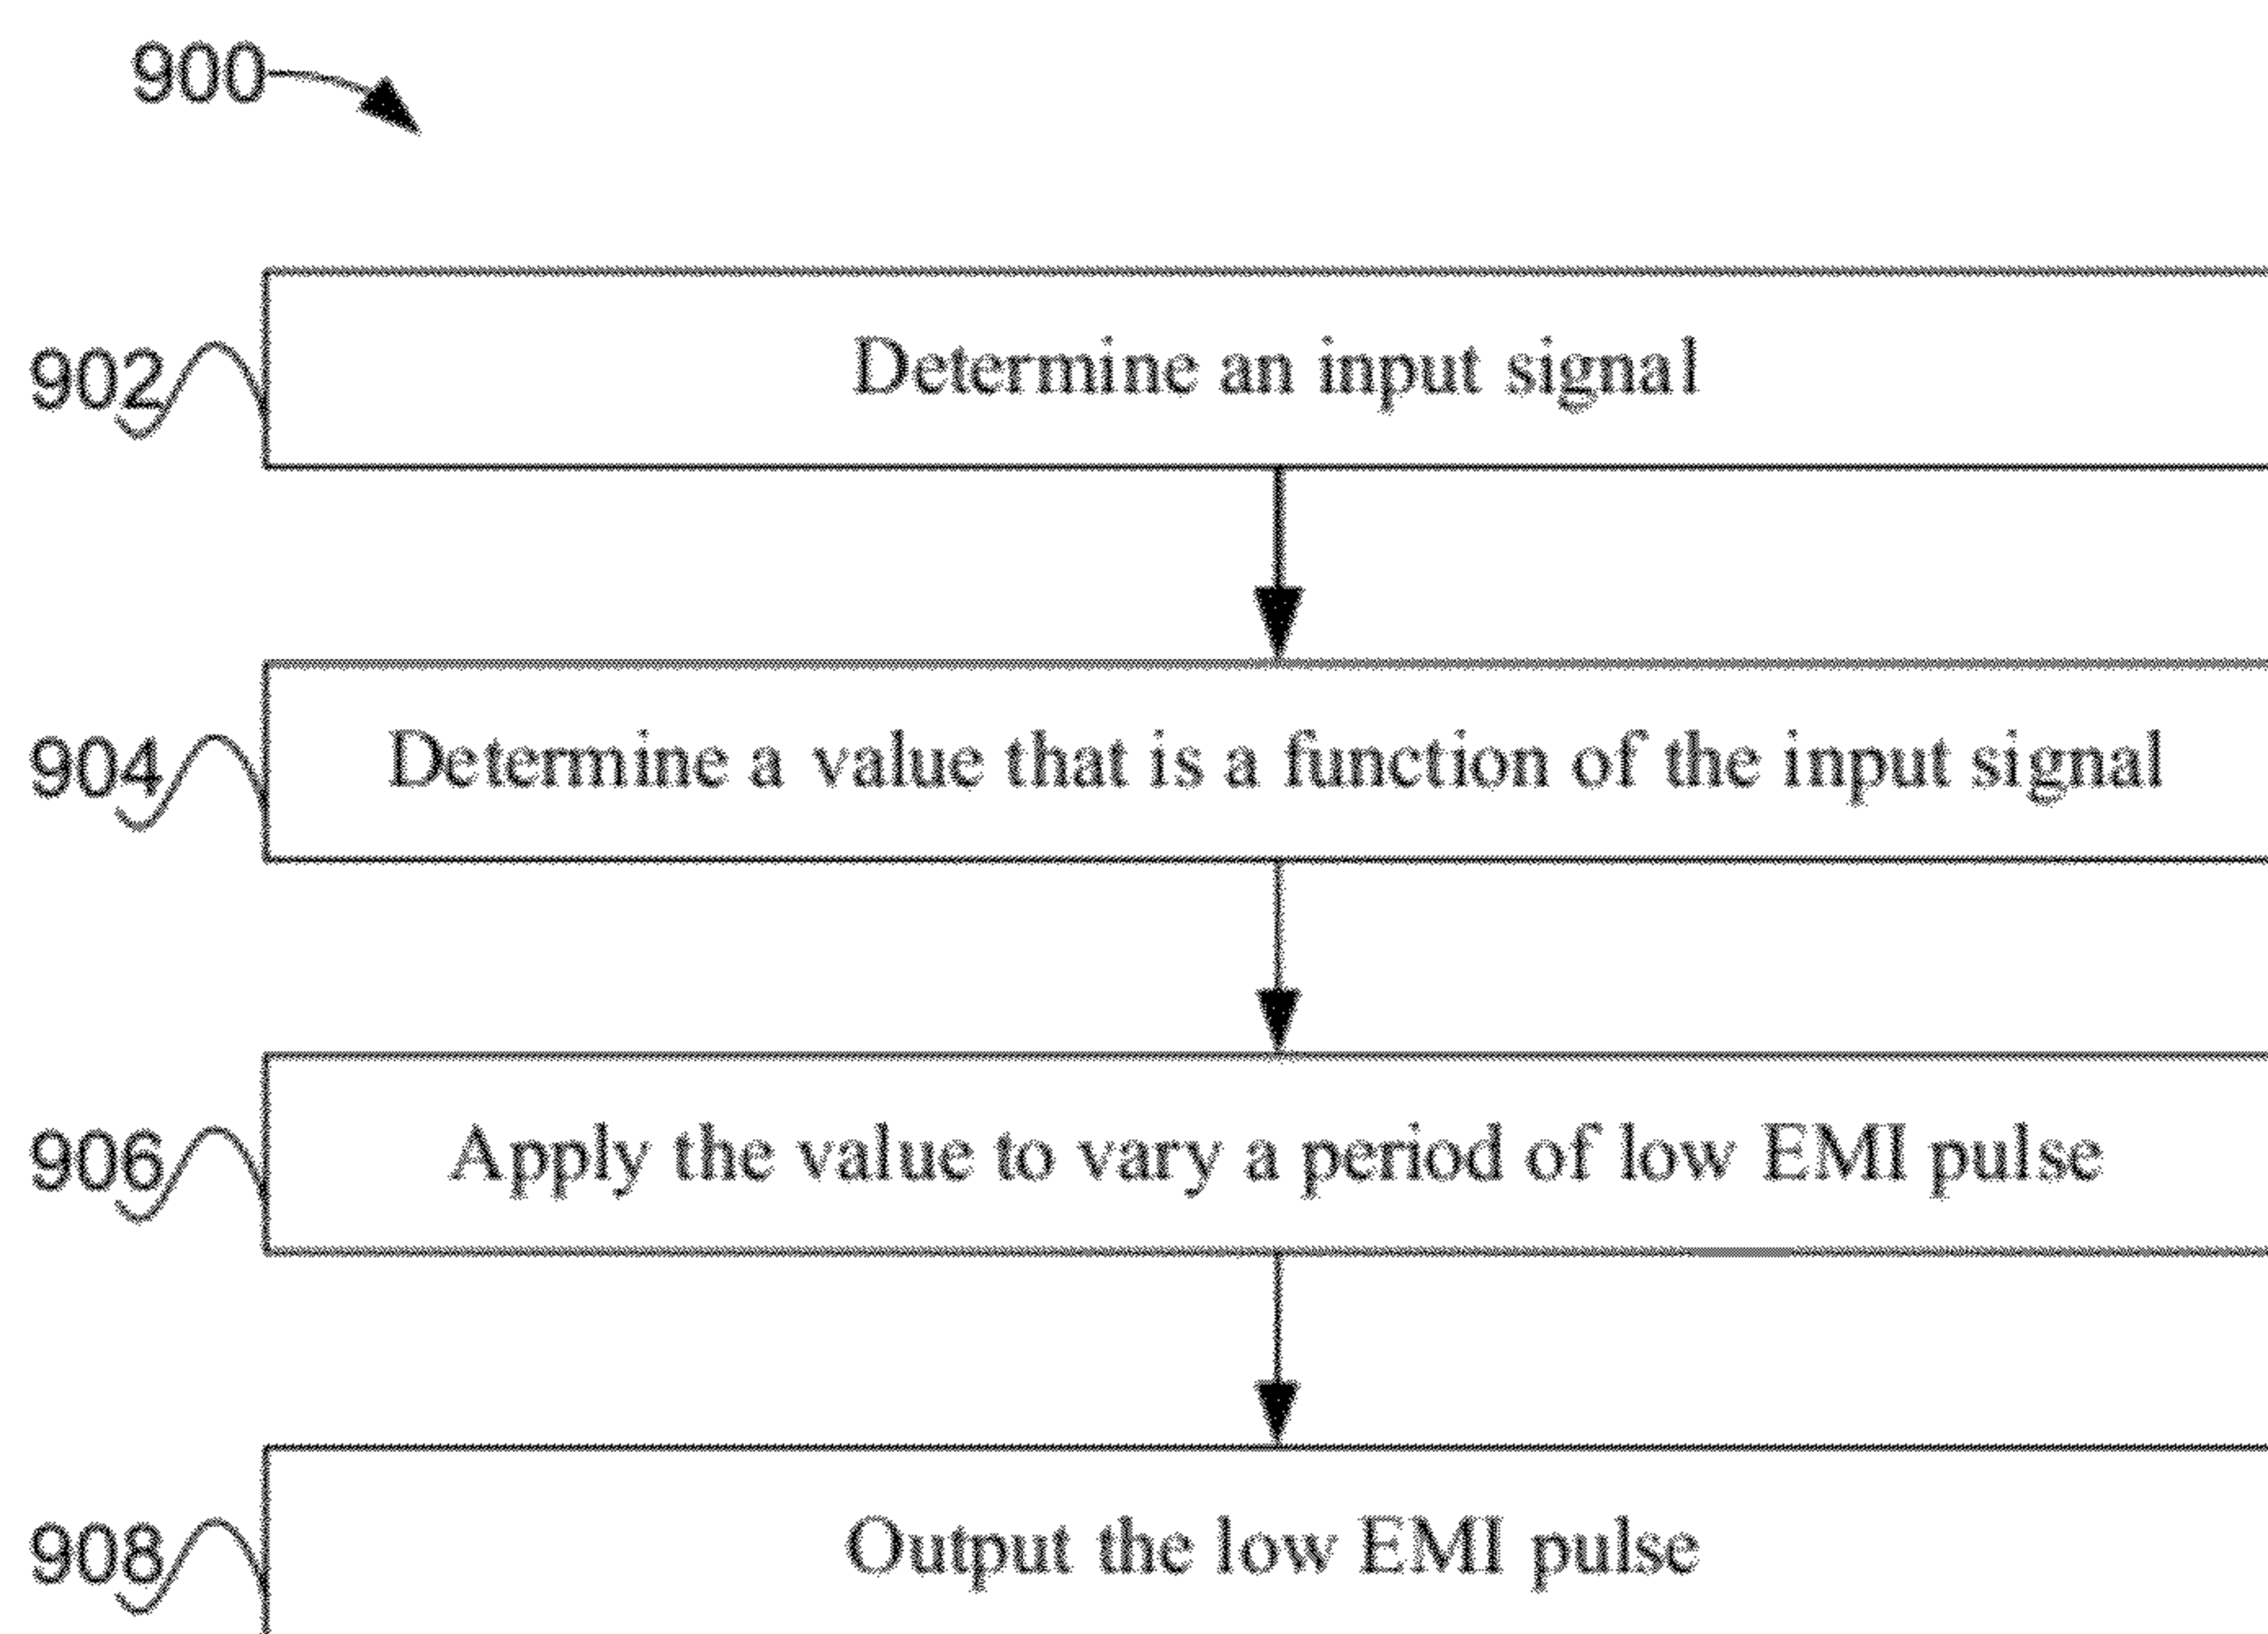 900
902
Determine an input signal
904
Determine a value that is a function of the input signal
906
Apply the value to vary a period of low EMI pulse
908
Output the low EMI pulse